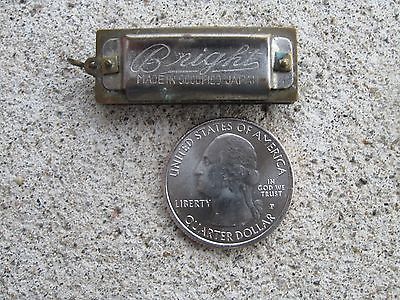 Bright
MADE IN OCCUPIED JAPAN
UNITED STATES OF AMERICA
LIBERTY
IN
GOD WE
TRUST
P
QUARTER DOLLAR